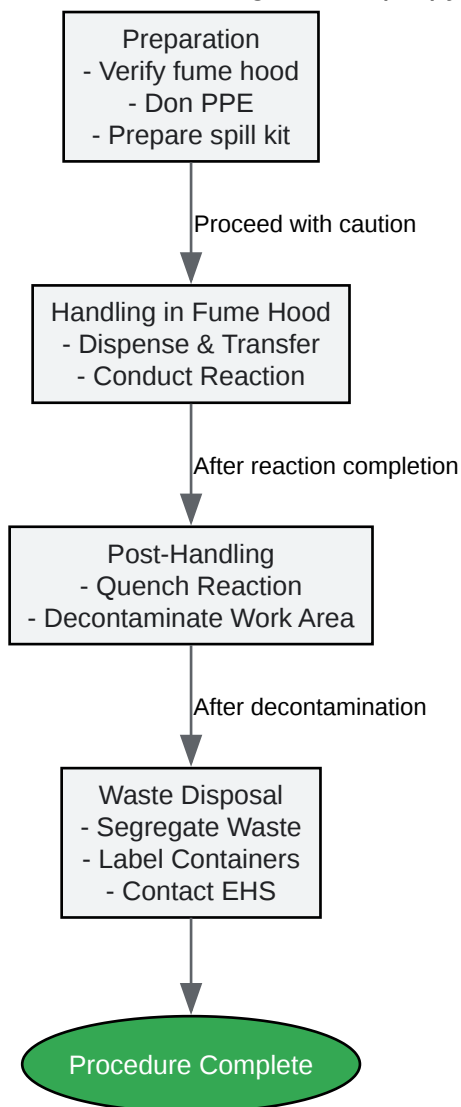 Preparation
- Verify fume hood
- Don PPE
- Prepare spill kit
Proceed with caution
Handling in Fume Hood
- Dispense & Transfer
- Conduct Reaction
After reaction completion
Post-Handling
- Quench Reaction
- Decontaminate Work Area
After decontamination
Waste Disposal
- Segregate Waste
- Label Containers
- Contact EHS
Procedure Complete